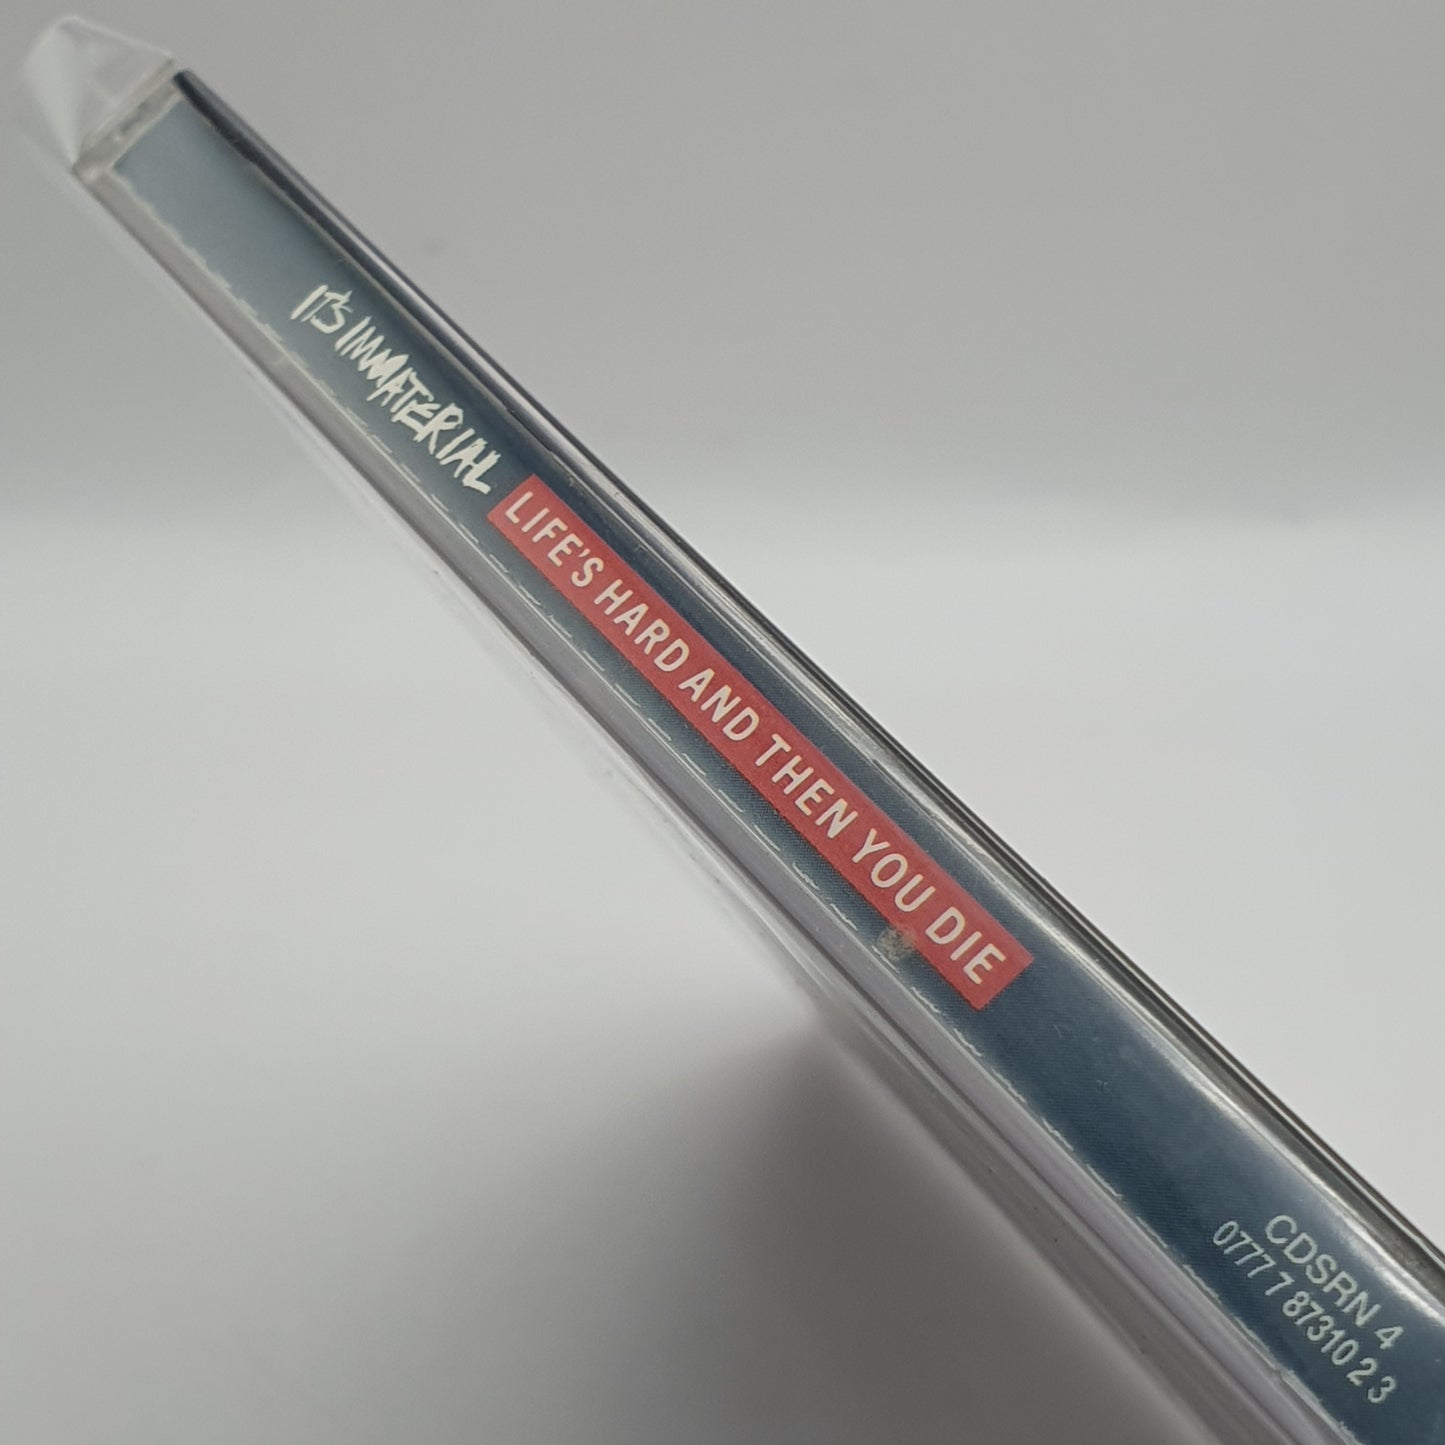 IT'S IMMATERIAL
LIFE'S HARD AND THEN YOU DIE
CDSRN 4
0777 7 87310 2 3